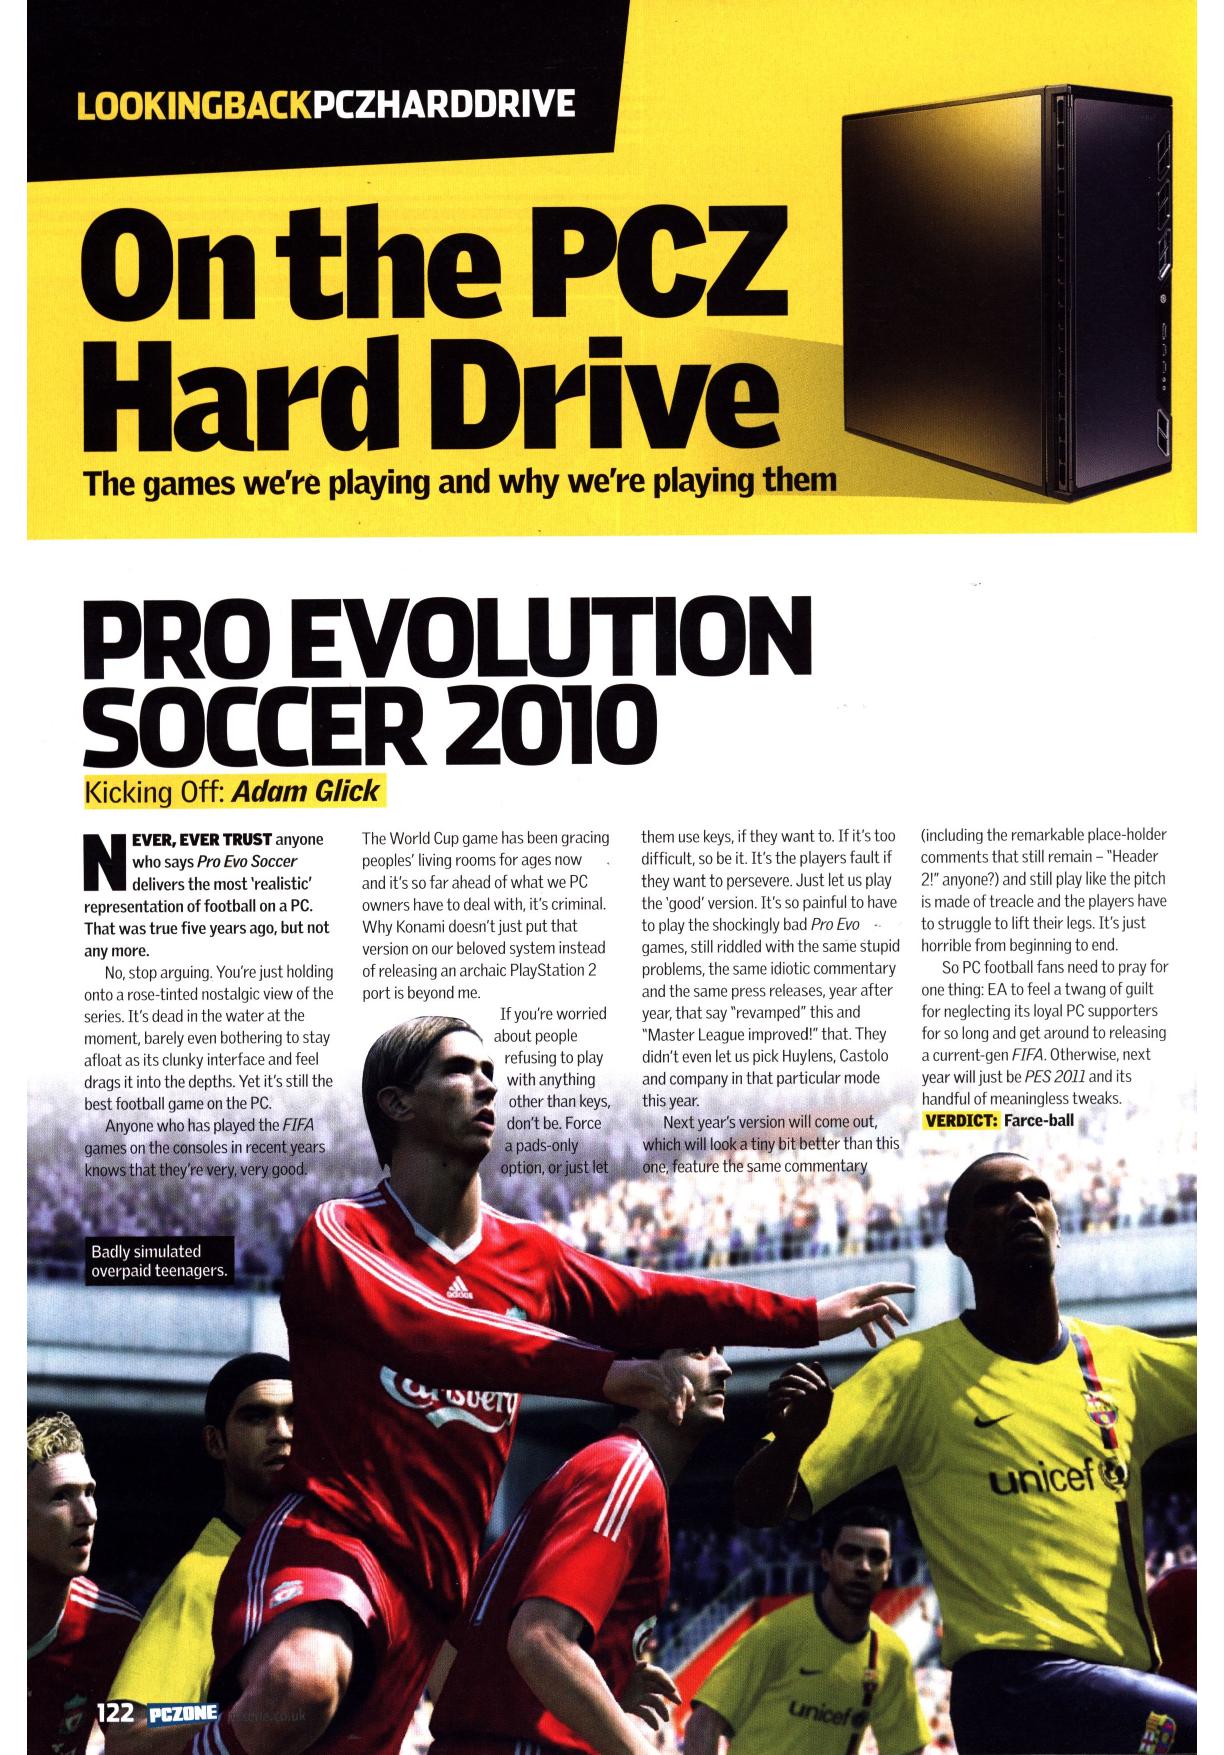 LOOKINGBACKPCZHARDDRIVE
On the PCZ
Hard Drive
The games we're playing and why we're playing them
PRO EVOLUTION
SOCCER 2010
Kicking Off: Adam Glick
NEVER, EVER TRUST anyone
who says Pro Evo Soccer
delivers the most 'realistic'
representation of football on a PC.
That was true five years ago, but not
any more.
No, stop arguing. You're just holding
onto a rose-tinted nostalgic view of the
series. It's dead in the water at the
moment, barely even bothering to stay
afloat as its clunky interface and feel
drags it into the depths. Yet it's still the
best football game on the PC.
Anyone who has played the FIFA
games on the consoles in recent years
knows that they're very, very good.
The World Cup game has been gracing
peoples' living rooms for ages now
and it's so far ahead of what we PC
owners have to deal with, it's criminal.
Why Konami doesn't just put that
version on our beloved system instead
of releasing an archaic PlayStation 2
port is beyond me.
If you're worried
about people
refusing to play
with anything
other than keys,
don't be. Force
a pads-only
option, or just let
them use keys, if they want to. If it's too
difficult, so be it. It's the players fault if
they want to persevere. Just let us play
the 'good' version. It's so painful to have
to play the shockingly bad Pro Evo
games, still riddled with the same stupid
problems, the same idiotic commentary
and the same press releases, year after
year, that say "revamped" this and
"Master League improved!" that. They
didn't even let us pick Huylens, Castolo
and company in that particular mode
this year.
Next year's version will come out,
which will look a tiny bit better than this
one, feature the same commentary
(including the remarkable place-holder
comments that still remain – "Header
2!" anyone?) and still play like the pitch
is made of treacle and the players have
to struggle to lift their legs. It's just
horrible from beginning to end.
So PC football fans need to pray for
one thing: EA to feel a twang of guilt
for neglecting its loyal PC supporters
for so long and get around to releasing
a current-gen FIFA. Otherwise, next
year will just be PES 2011 and its
handful of meaningless tweaks.
VERDICT: Farce-ball
Badly simulated
overpaid teenagers.
adidas
Carlsberg
unicef
unicef
122 PCZONE